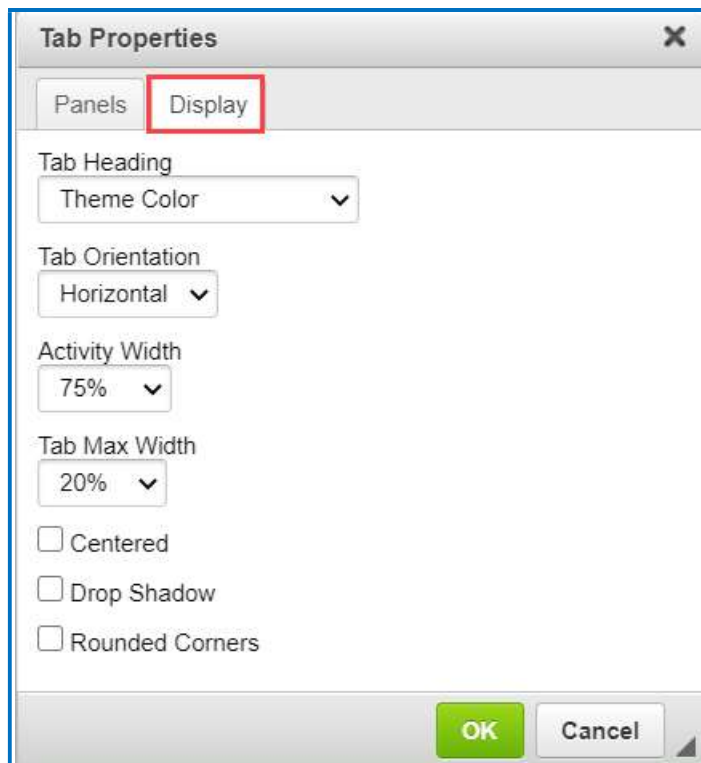 Tab Properties
Panels Display
Tab Heading
Theme Color
Tab Orientation
Horizontal
Activity Width
75%
Tab Max Width
20%
Centered
Drop Shadow
Rounded Corners
OK Cancel